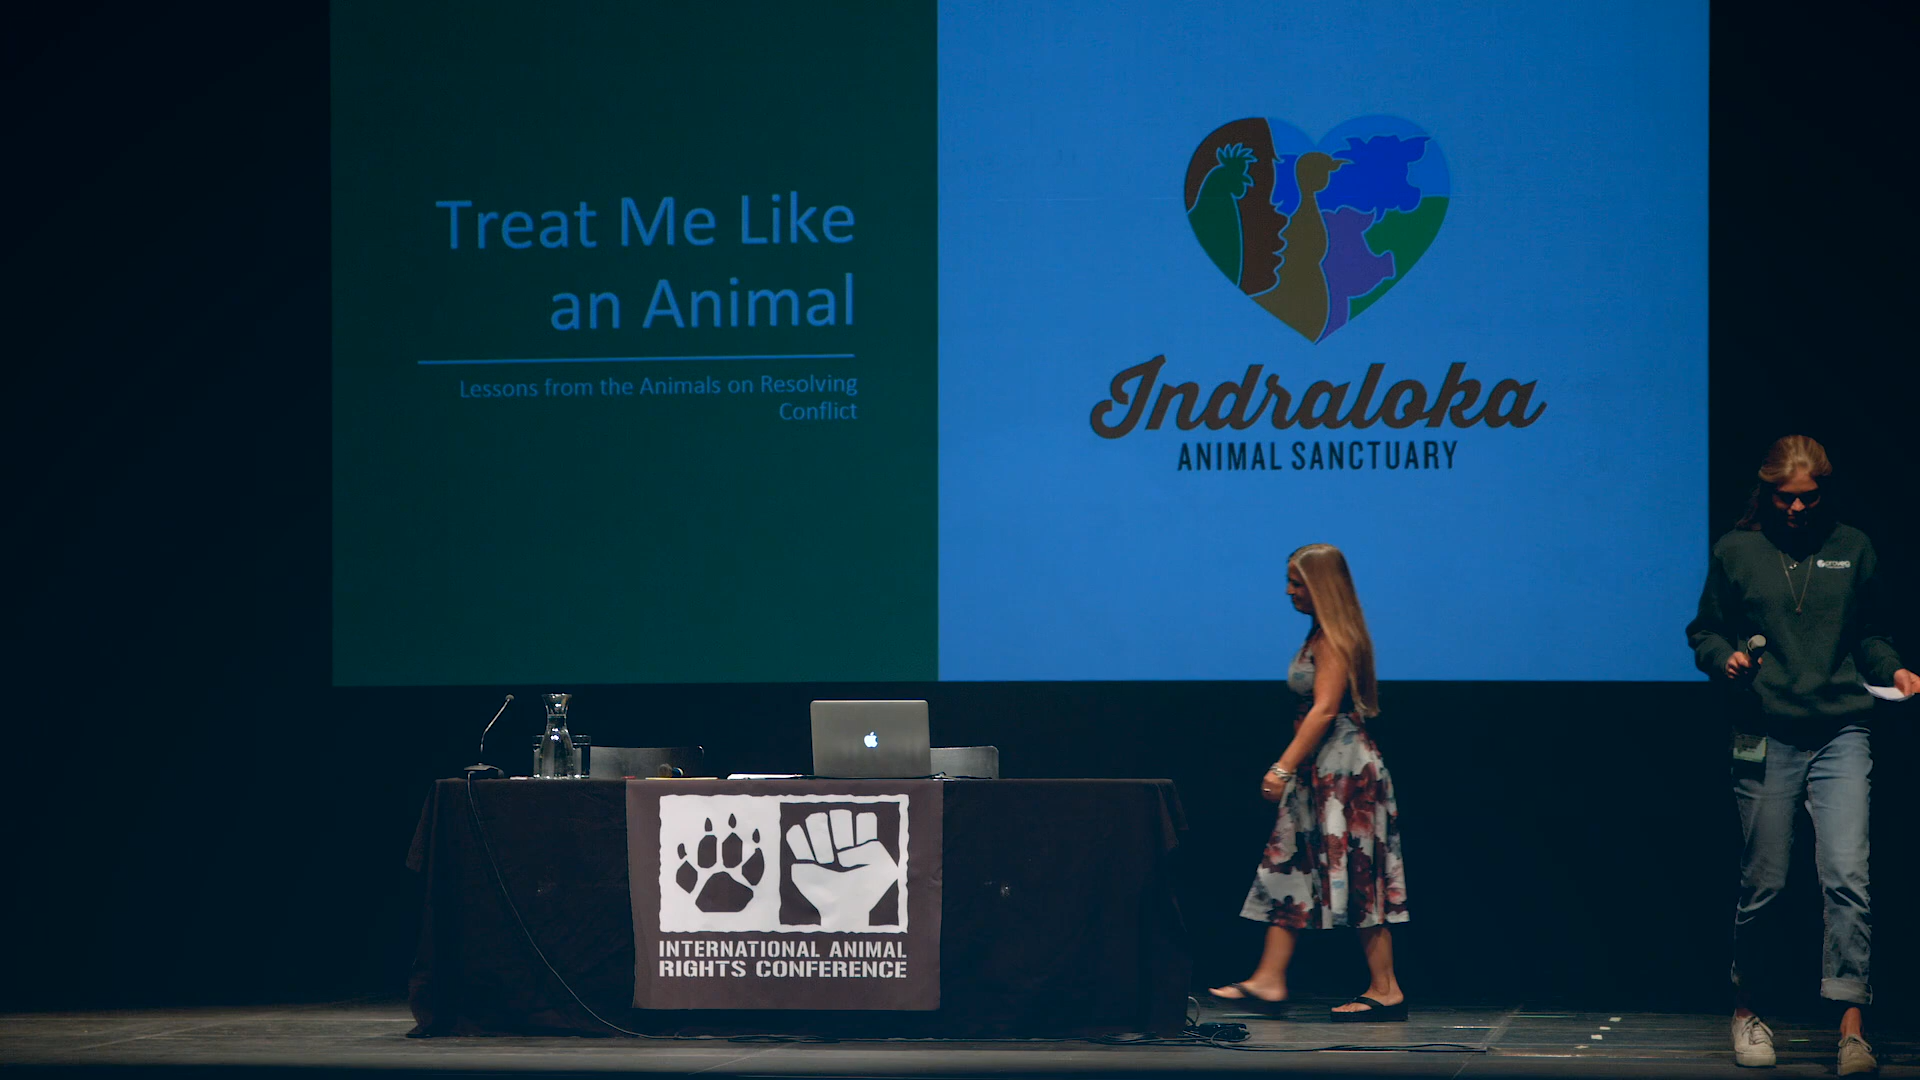 Treat Me Like
an Animal
Lessons from the Animals on Resolving
Conflict
Indraloka
ANIMAL SANCTUARY
proveg
INTERNATIONAL ANIMAL
RIGHTS CONFERENCE